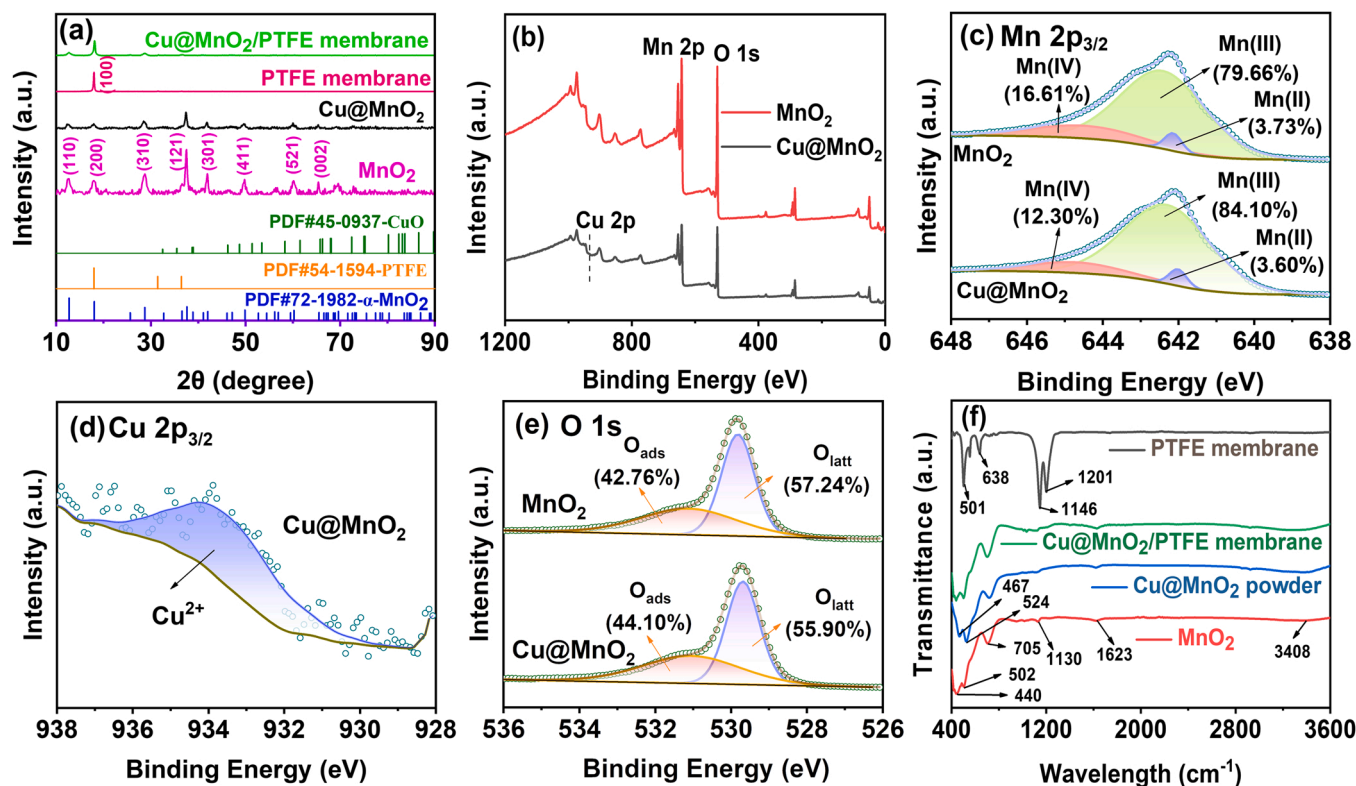 (a)
Cu@MnO₂/PTFE membrane
PTFE membrane
(100)
Cu@MnO₂
(110)
(200)
(310)
(121)
(301)
(411)
(521)
(002)
MnO₂
PDF#45-0937-CuO
PDF#54-1594-PTFE
PDF#72-1982-α-MnO₂
Intensity (a.u.)
10 30 50 70 90
2θ (degree)
(b)
Mn 2p
O 1s
MnO₂
Cu@MnO₂
Cu 2p
Intensity (a.u.)
1200 800 400 0
Binding Energy (eV)
(c) Mn 2p₃/₂
Mn(III)
(79.66%)
Mn(IV)
(16.61%)
Mn(II)
(3.73%)
MnO₂
Mn(IV)
(12.30%)
Mn(III)
(84.10%)
Mn(II)
(3.60%)
Cu@MnO₂
Intensity (a.u.)
648 646 644 642 640 638
Binding Energy (eV)
(d) Cu 2p₃/₂
Cu@MnO₂
Cu²⁺
Intensity (a.u.)
938 936 934 932 930 928
Binding Energy (eV)
(e) O 1s
Oads
(42.76%)
Olatt
(57.24%)
MnO₂
Oads
(44.10%)
Olatt
(55.90%)
Cu@MnO₂
Intensity (a.u.)
536 534 532 530 528 526
Binding Energy (eV)
(f)
PTFE membrane
638
1201
501
1146
Cu@MnO₂/PTFE membrane
467
Cu@MnO₂ powder
524
MnO₂
705
1130
1623
3408
502
440
Transmittance (a.u.)
400 1200 2000 2800 3600
Wavelength (cm⁻¹)